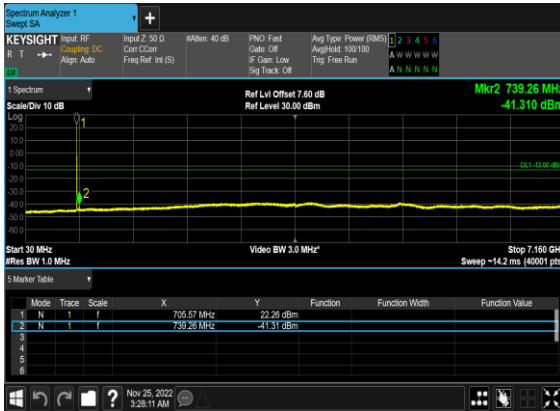 Spectrum Analyzer 1
Swept SA
+
KEYSIGHT Input: RF Input Z: 50 Ω #Atten: 40 dB PNO: Fast Avg Type: Power (RMS) 1 2 3 4 5 6
R T Coupling: DC Corr CCorr Gate: Off Avg|Hold: 100/100 A W W W W W
Align: Auto Freq Ref: Int (S) IF Gain: Low Trig: Free Run
Sig Track: Off A N N N N N
1 Spectrum Ref Lvl Offset 7.60 dB Mkr2 739.26 MHz
Scale/Div 10 dB Ref Level 30.00 dBm -41.310 dBm
Log
1
20.0
10.0
0.00
-10.0
DL1 -13.00 dBm
-20.0
-30.0
2
-40.0
-50.0
-60.0
Start 30 MHz Video BW 3.0 MHz* Stop 7.160 GH
#Res BW 1.0 MHz Sweep ~14.2 ms (40001 pts
5 Marker Table
Mode Trace Scale X Y Function Function Width Function Value
1 N 1 f 705.57 MHz 22.26 dBm
2 N 1 f 739.26 MHz -41.31 dBm
3
4
5
6
? Nov 25, 2022
3:28:11 AM